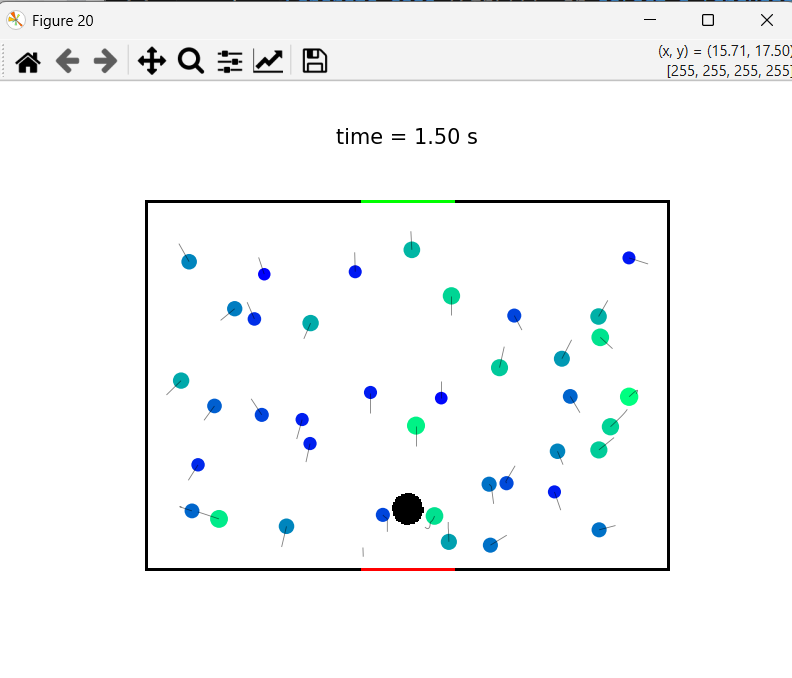 Figure 20
(x, y) = (15.71, 17.50)
[255, 255, 255, 255]
time = 1.50 s